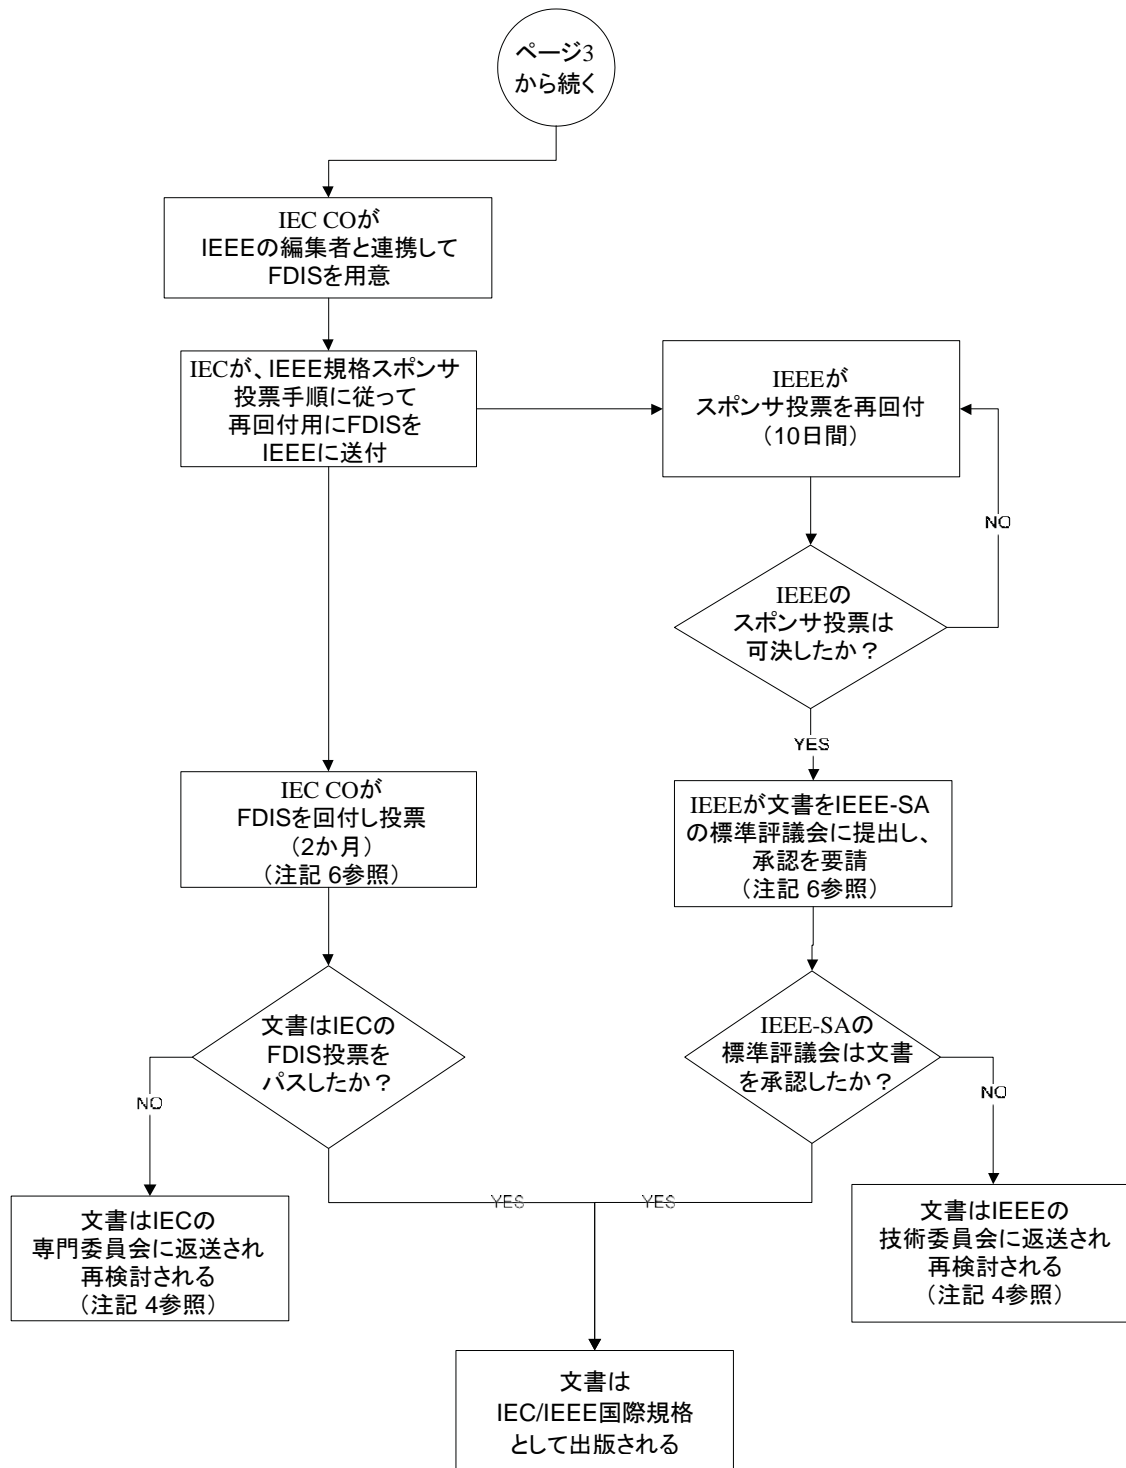 ページ3
から続く
IEC COが
IEEEの編集者と連携して
FDISを用意
IECが、IEEE規格スポンサ
投票手順に従って
再回付用にFDISを
IEEEに送付
IEEEが
スポンサ投票を再回付
（10日間）
NO
IEEEの
スポンサ投票は
可決したか？
YES
IEC COが
FDISを回付し投票
（2か月）
（注記 6参照）
IEEEが文書をIEEE-SA
の標準評議会に提出し、
承認を要請
（注記 6参照）
文書はIECの
FDIS投票を
パスしたか？
IEEE-SAの
標準評議会は文書
を承認したか？
NO
NO
YES
YES
文書はIECの
専門委員会に返送され
再検討される
（注記 4参照）
文書はIEEEの
技術委員会に返送され
再検討される
（注記 4参照）
文書は
IEC/IEEE国際規格
として出版される